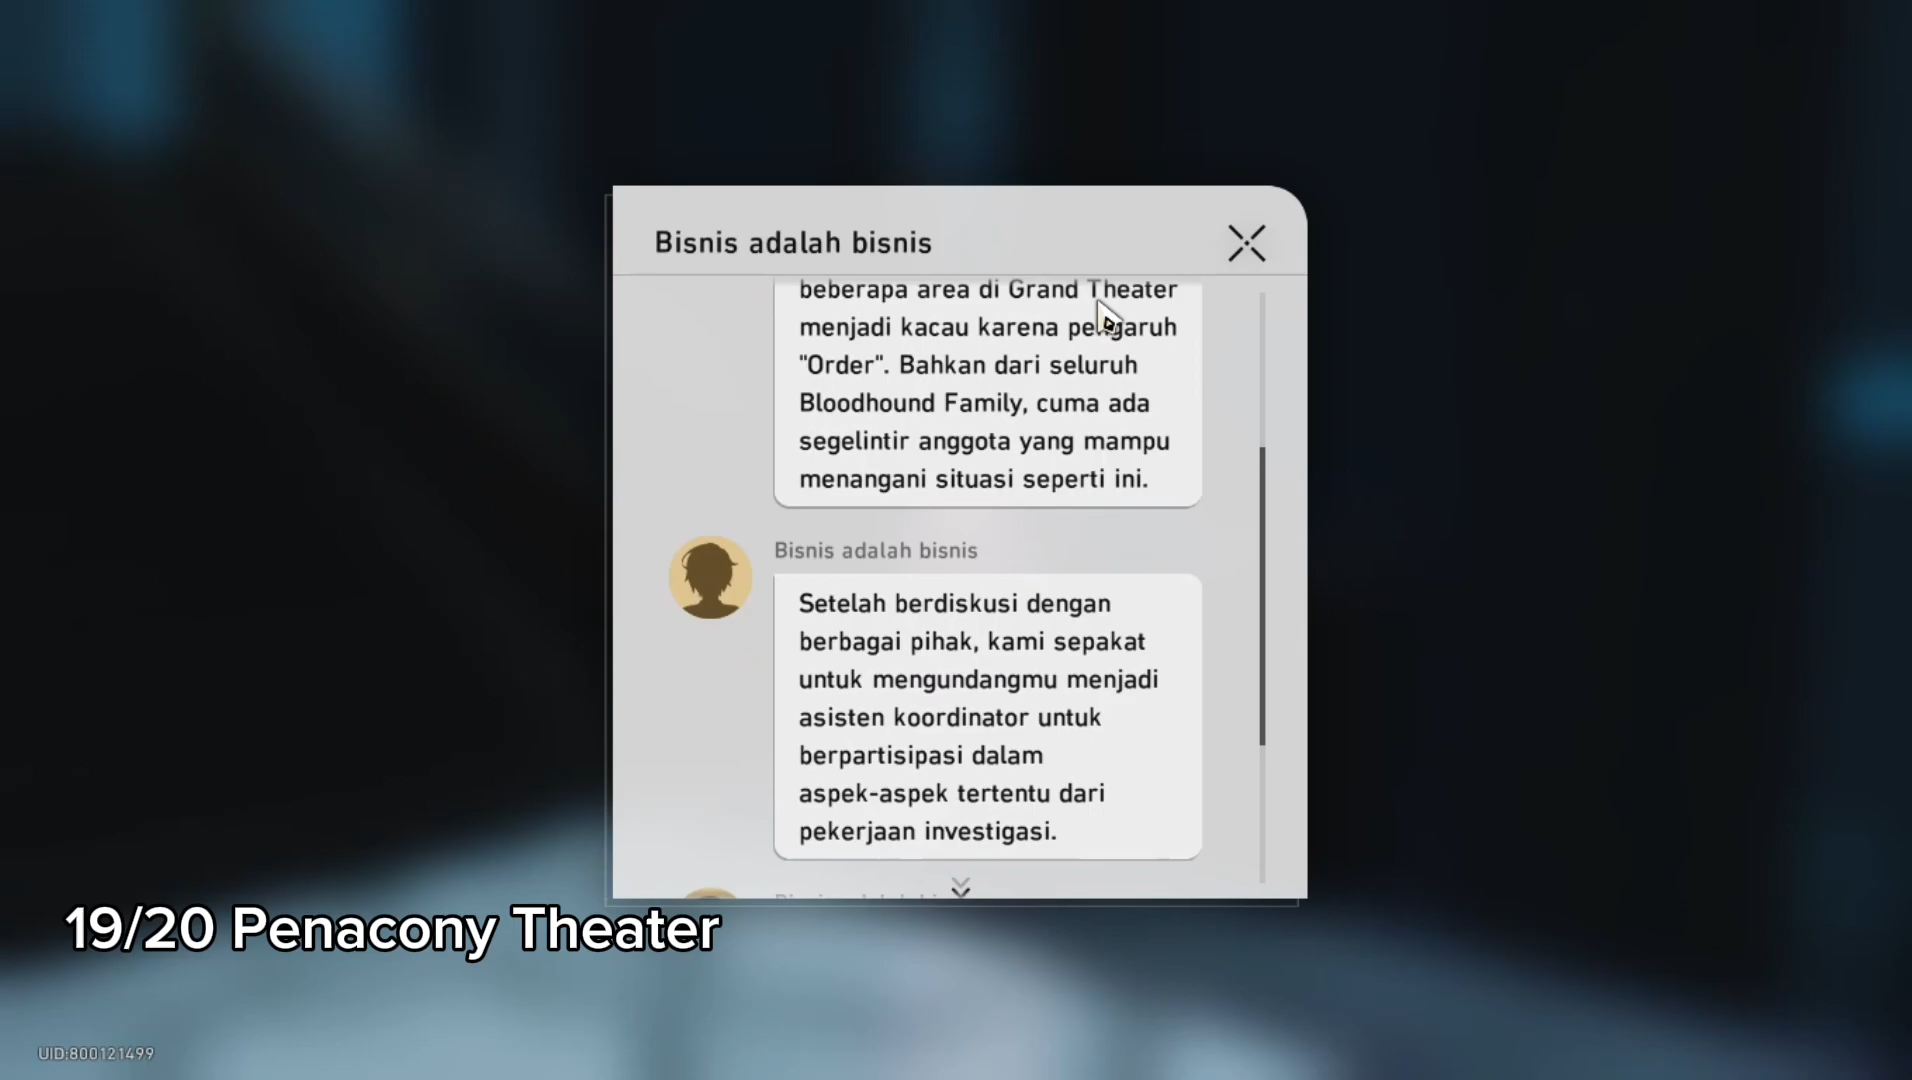 Bisnis adalah bisnis
beberapa area di Grand Theater
menjadi kacau karena pengaruh
"Order". Bahkan dari seluruh
Bloodhound Family, cuma ada
segelintir anggota yang mampu
menangani situasi seperti ini.
Bisnis adalah bisnis
Setelah berdiskusi dengan
berbagai pihak, kami sepakat
untuk mengundangmu menjadi
asisten koordinator untuk
berpartisipasi dalam
aspek-aspek tertentu dari
pekerjaan investigasi.
19/20 Penacony Theater
UID:800121499